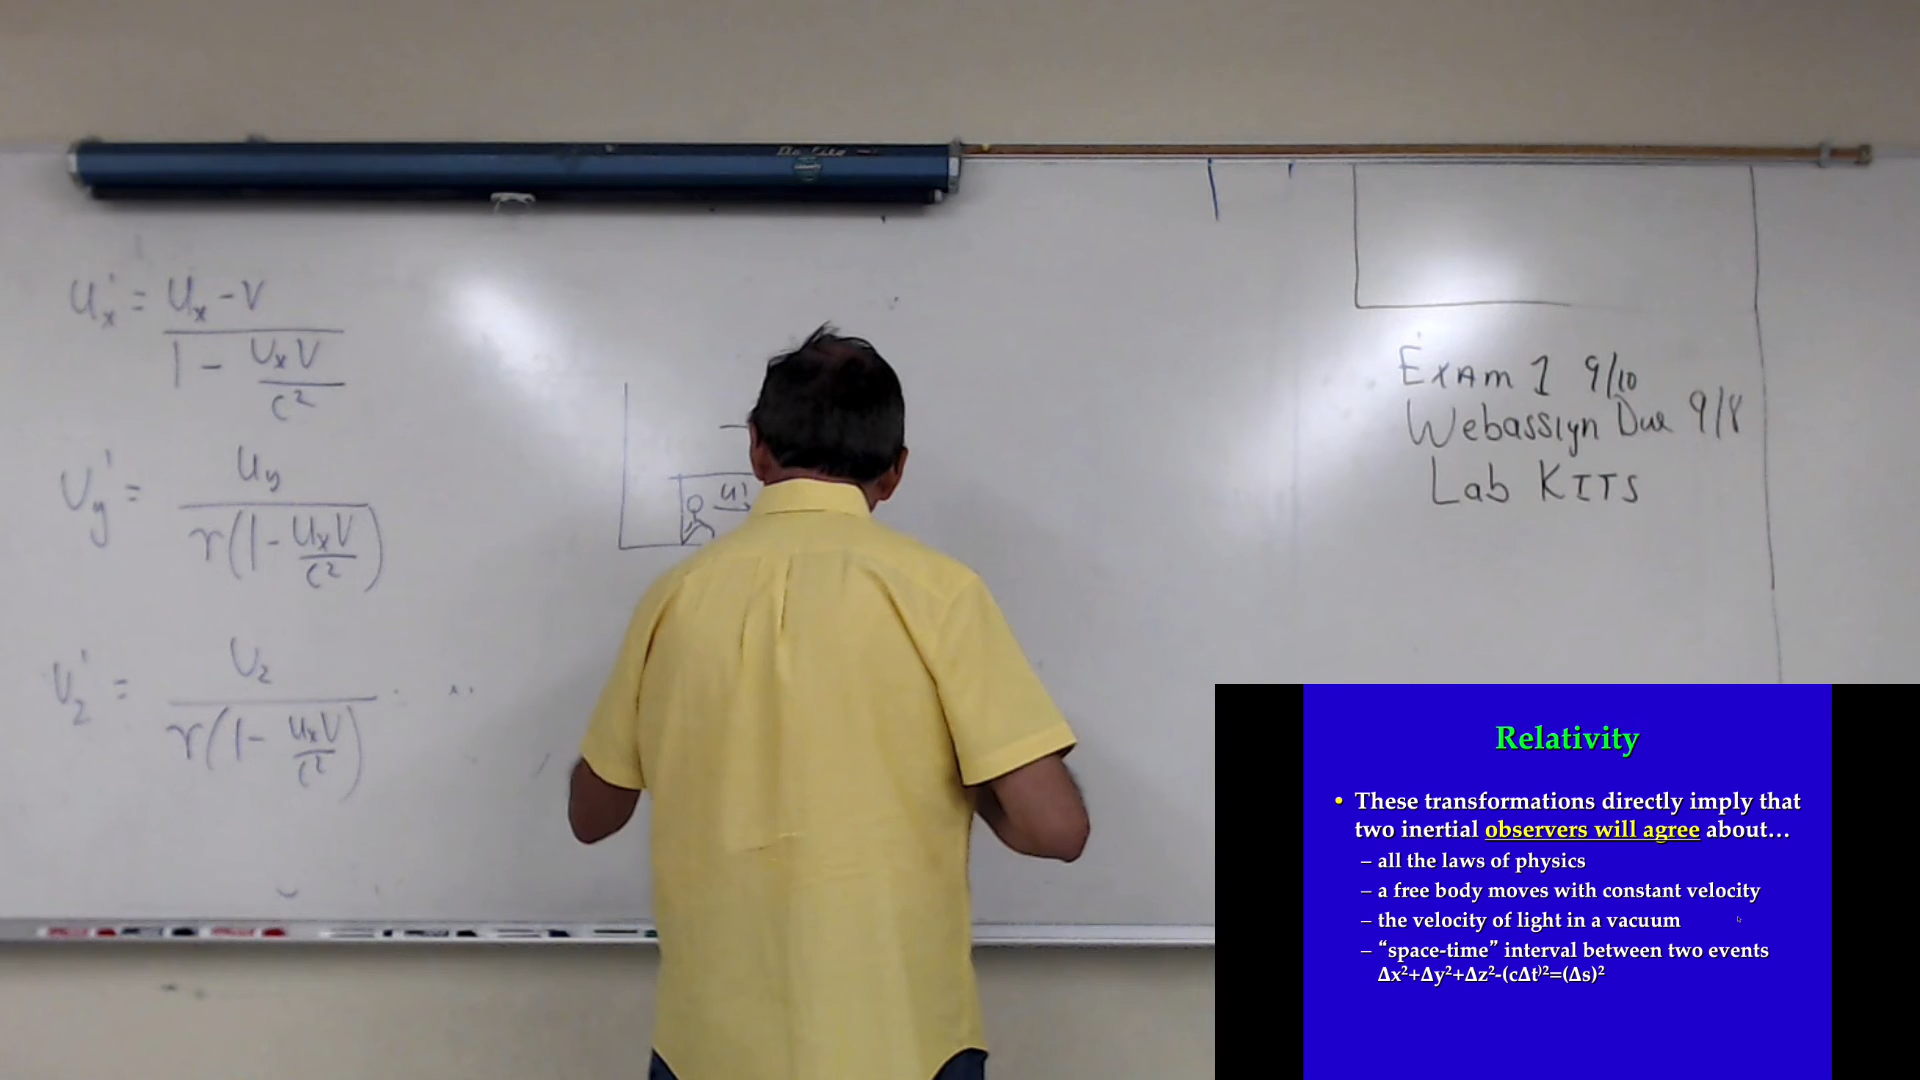 Ux' = Ux - V
1 - UxV
c²
Uy' = Uy
γ(1 - UxV)
c²
Uz' = Uz
γ(1 - UxV)
c²
u'
Exam 1 9/10
Webassign Due 9/8
Lab KITS
Relativity
• These transformations directly imply that
two inertial observers will agree about…
– all the laws of physics
– a free body moves with constant velocity
– the velocity of light in a vacuum
– “space-time” interval between two events
Δx²+Δy²+Δz²-(cΔt)²=(Δs)²